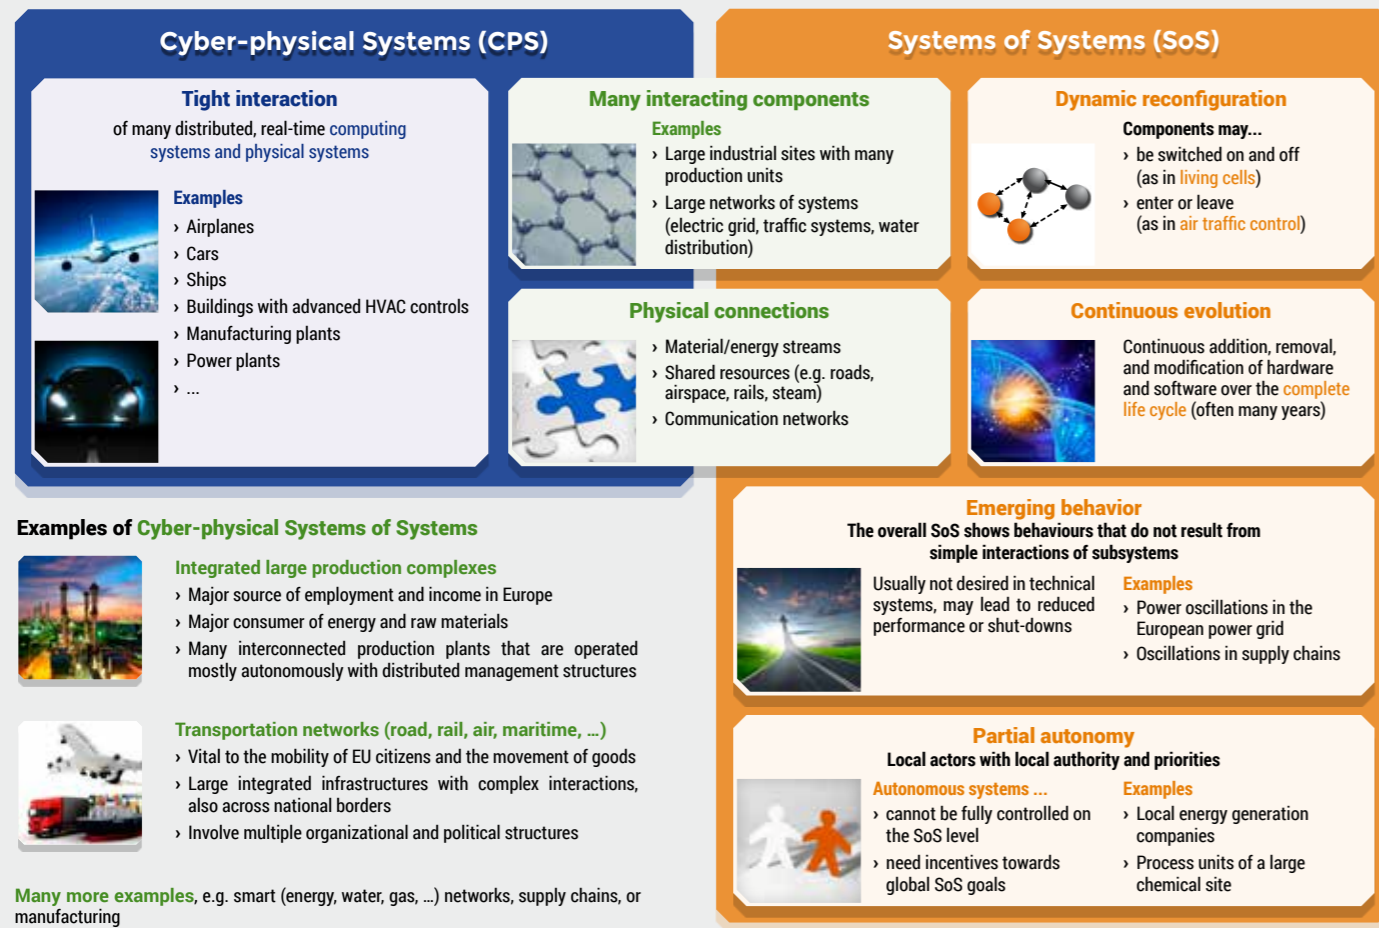 Cyber-physical Systems (CPS)
Tight interaction
of many distributed, real-time computing
systems and physical systems
Examples
› Airplanes
› Cars
› Ships
› Buildings with advanced HVAC controls
› Manufacturing plants
› Power plants
› ...
Many interacting components
Examples
› Large industrial sites with many
production units
› Large networks of systems
(electric grid, traffic systems, water
distribution)
Physical connections
› Material/energy streams
› Shared resources (e.g. roads,
airspace, rails, steam)
› Communication networks
Systems of Systems (SoS)
Dynamic reconfiguration
Components may...
› be switched on and off
(as in living cells)
› enter or leave
(as in air traffic control)
Continuous evolution
Continuous addition, removal,
and modification of hardware
and software over the complete
life cycle (often many years)
Emerging behavior
The overall SoS shows behaviours that do not result from
simple interactions of subsystems
Usually not desired in technical
systems, may lead to reduced
performance or shut-downs
Examples
› Power oscillations in the
European power grid
› Oscillations in supply chains
Partial autonomy
Local actors with local authority and priorities
Autonomous systems ...
› cannot be fully controlled on
the SoS level
› need incentives towards
global SoS goals
Examples
› Local energy generation
companies
› Process units of a large
chemical site
Examples of Cyber-physical Systems of Systems
Integrated large production complexes
› Major source of employment and income in Europe
› Major consumer of energy and raw materials
› Many interconnected production plants that are operated
mostly autonomously with distributed management structures
Transportation networks (road, rail, air, maritime, ...)
› Vital to the mobility of EU citizens and the movement of goods
› Large integrated infrastructures with complex interactions,
also across national borders
› Involve multiple organizational and political structures
Many more examples, e.g. smart (energy, water, gas, ...) networks, supply chains, or
manufacturing